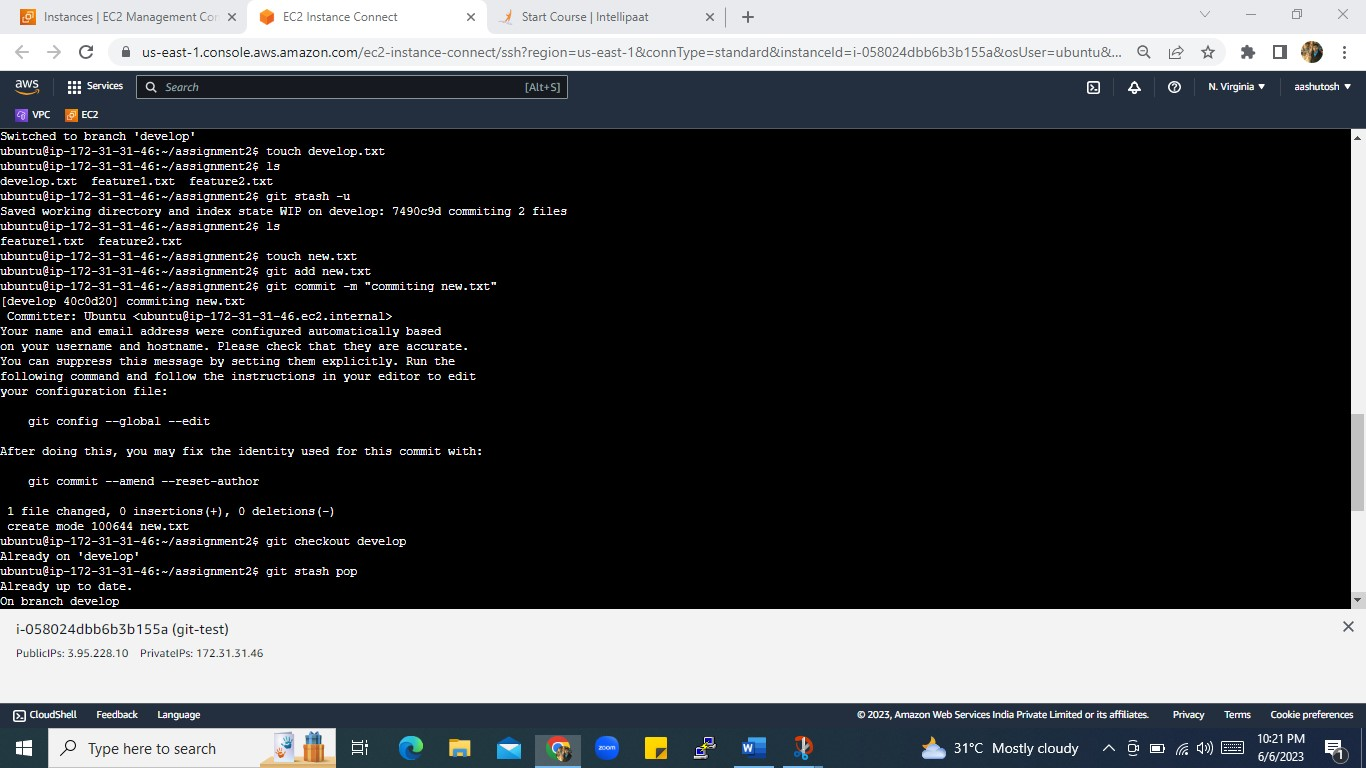 Instances | EC2 Management Con
EC2 Instance Connect
Start Course | Intellipaat
us-east-1.console.aws.amazon.com/ec2-instance-connect/ssh?region=us-east-1&connType=standard&instanceId=i-058024dbb6b3b155a&osUser=ubuntu&...
aws
Services
Search
[Alt+S]
N. Virginia
aashutosh
VPC
EC2
Switched to branch 'develop'
ubuntu@ip-172-31-31-46:~/assignment2$ touch develop.txt
ubuntu@ip-172-31-31-46:~/assignment2$ ls
develop.txt  feature1.txt  feature2.txt
ubuntu@ip-172-31-31-46:~/assignment2$ git stash -u
Saved working directory and index state WIP on develop: 7490c9d commiting 2 files
ubuntu@ip-172-31-31-46:~/assignment2$ ls
feature1.txt  feature2.txt
ubuntu@ip-172-31-31-46:~/assignment2$ touch new.txt
ubuntu@ip-172-31-31-46:~/assignment2$ git add new.txt
ubuntu@ip-172-31-31-46:~/assignment2$ git commit -m "commiting new.txt"
[develop 40c0d20] commiting new.txt
Committer: Ubuntu <ubuntu@ip-172-31-31-46.ec2.internal>
Your name and email address were configured automatically based
on your username and hostname. Please check that they are accurate.
You can suppress this message by setting them explicitly. Run the
following command and follow the instructions in your editor to edit
your configuration file:
git config --global --edit
After doing this, you may fix the identity used for this commit with:
git commit --amend --reset-author
1 file changed, 0 insertions(+), 0 deletions(-)
create mode 100644 new.txt
ubuntu@ip-172-31-31-46:~/assignment2$ git checkout develop
Already on 'develop'
ubuntu@ip-172-31-31-46:~/assignment2$ git stash pop
Already up to date.
On branch develop
i-058024dbb6b3b155a (git-test)
PublicIPs: 3.95.228.10 PrivateIPs: 172.31.31.46
CloudShell
Feedback
Language
© 2023, Amazon Web Services India Private Limited or its affiliates.
Privacy
Terms
Cookie preferences
Type here to search
zoom
31°C Mostly cloudy
10:21 PM
6/6/2023
1